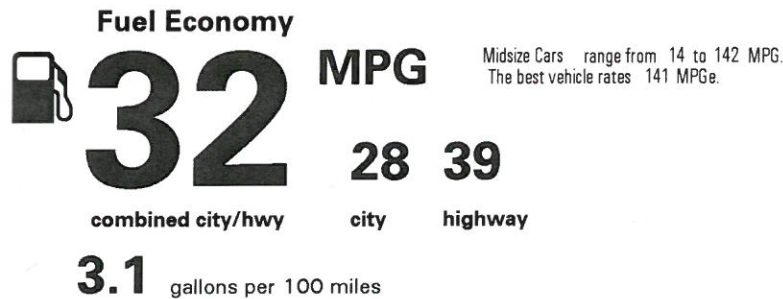 Fuel Economy
32 MPG
Midsize Cars range from 14 to 142 MPG.
The best vehicle rates 141 MPGe.
28 39
combined city/hwy city highway
3.1 gallons per 100 miles